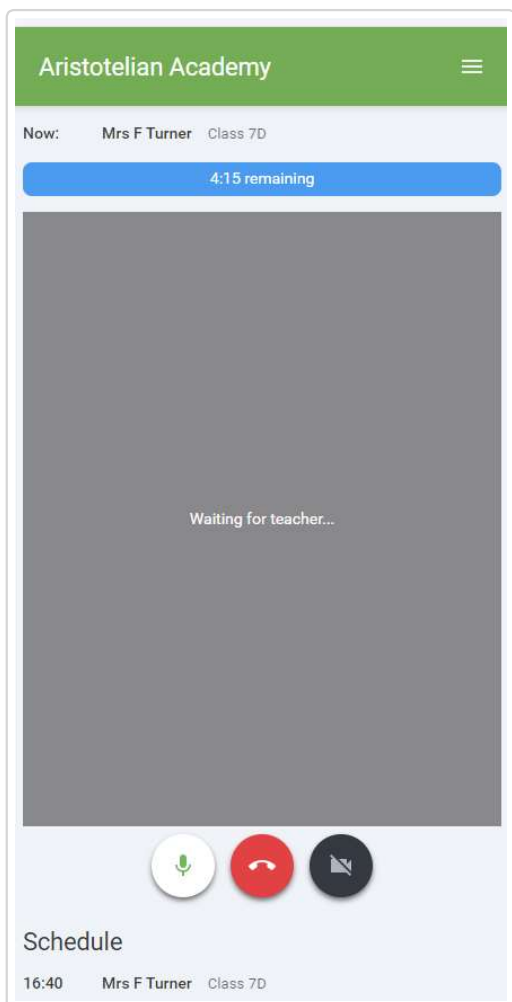 Aristotelian Academy
Now: Mrs F Turner Class 7D
4:15 remaining
Waiting for teacher...
Schedule
16:40 Mrs F Turner Class 7D